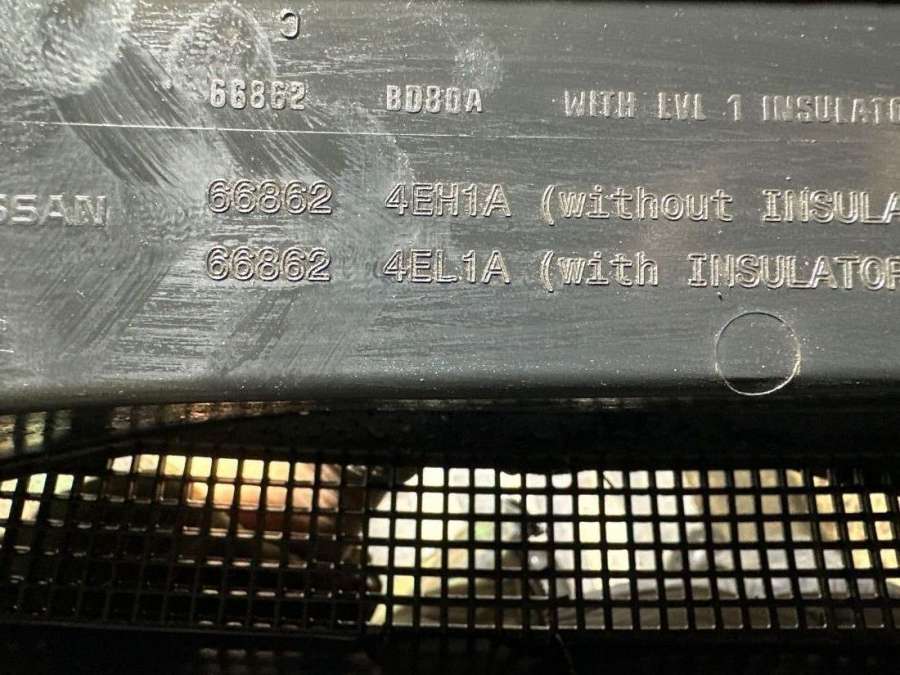 C
66862 BD80A WITH LVL 1 INSULATO
SSAN 66862 4EH1A (without INSULA
66862 4EL1A (with INSULATOR